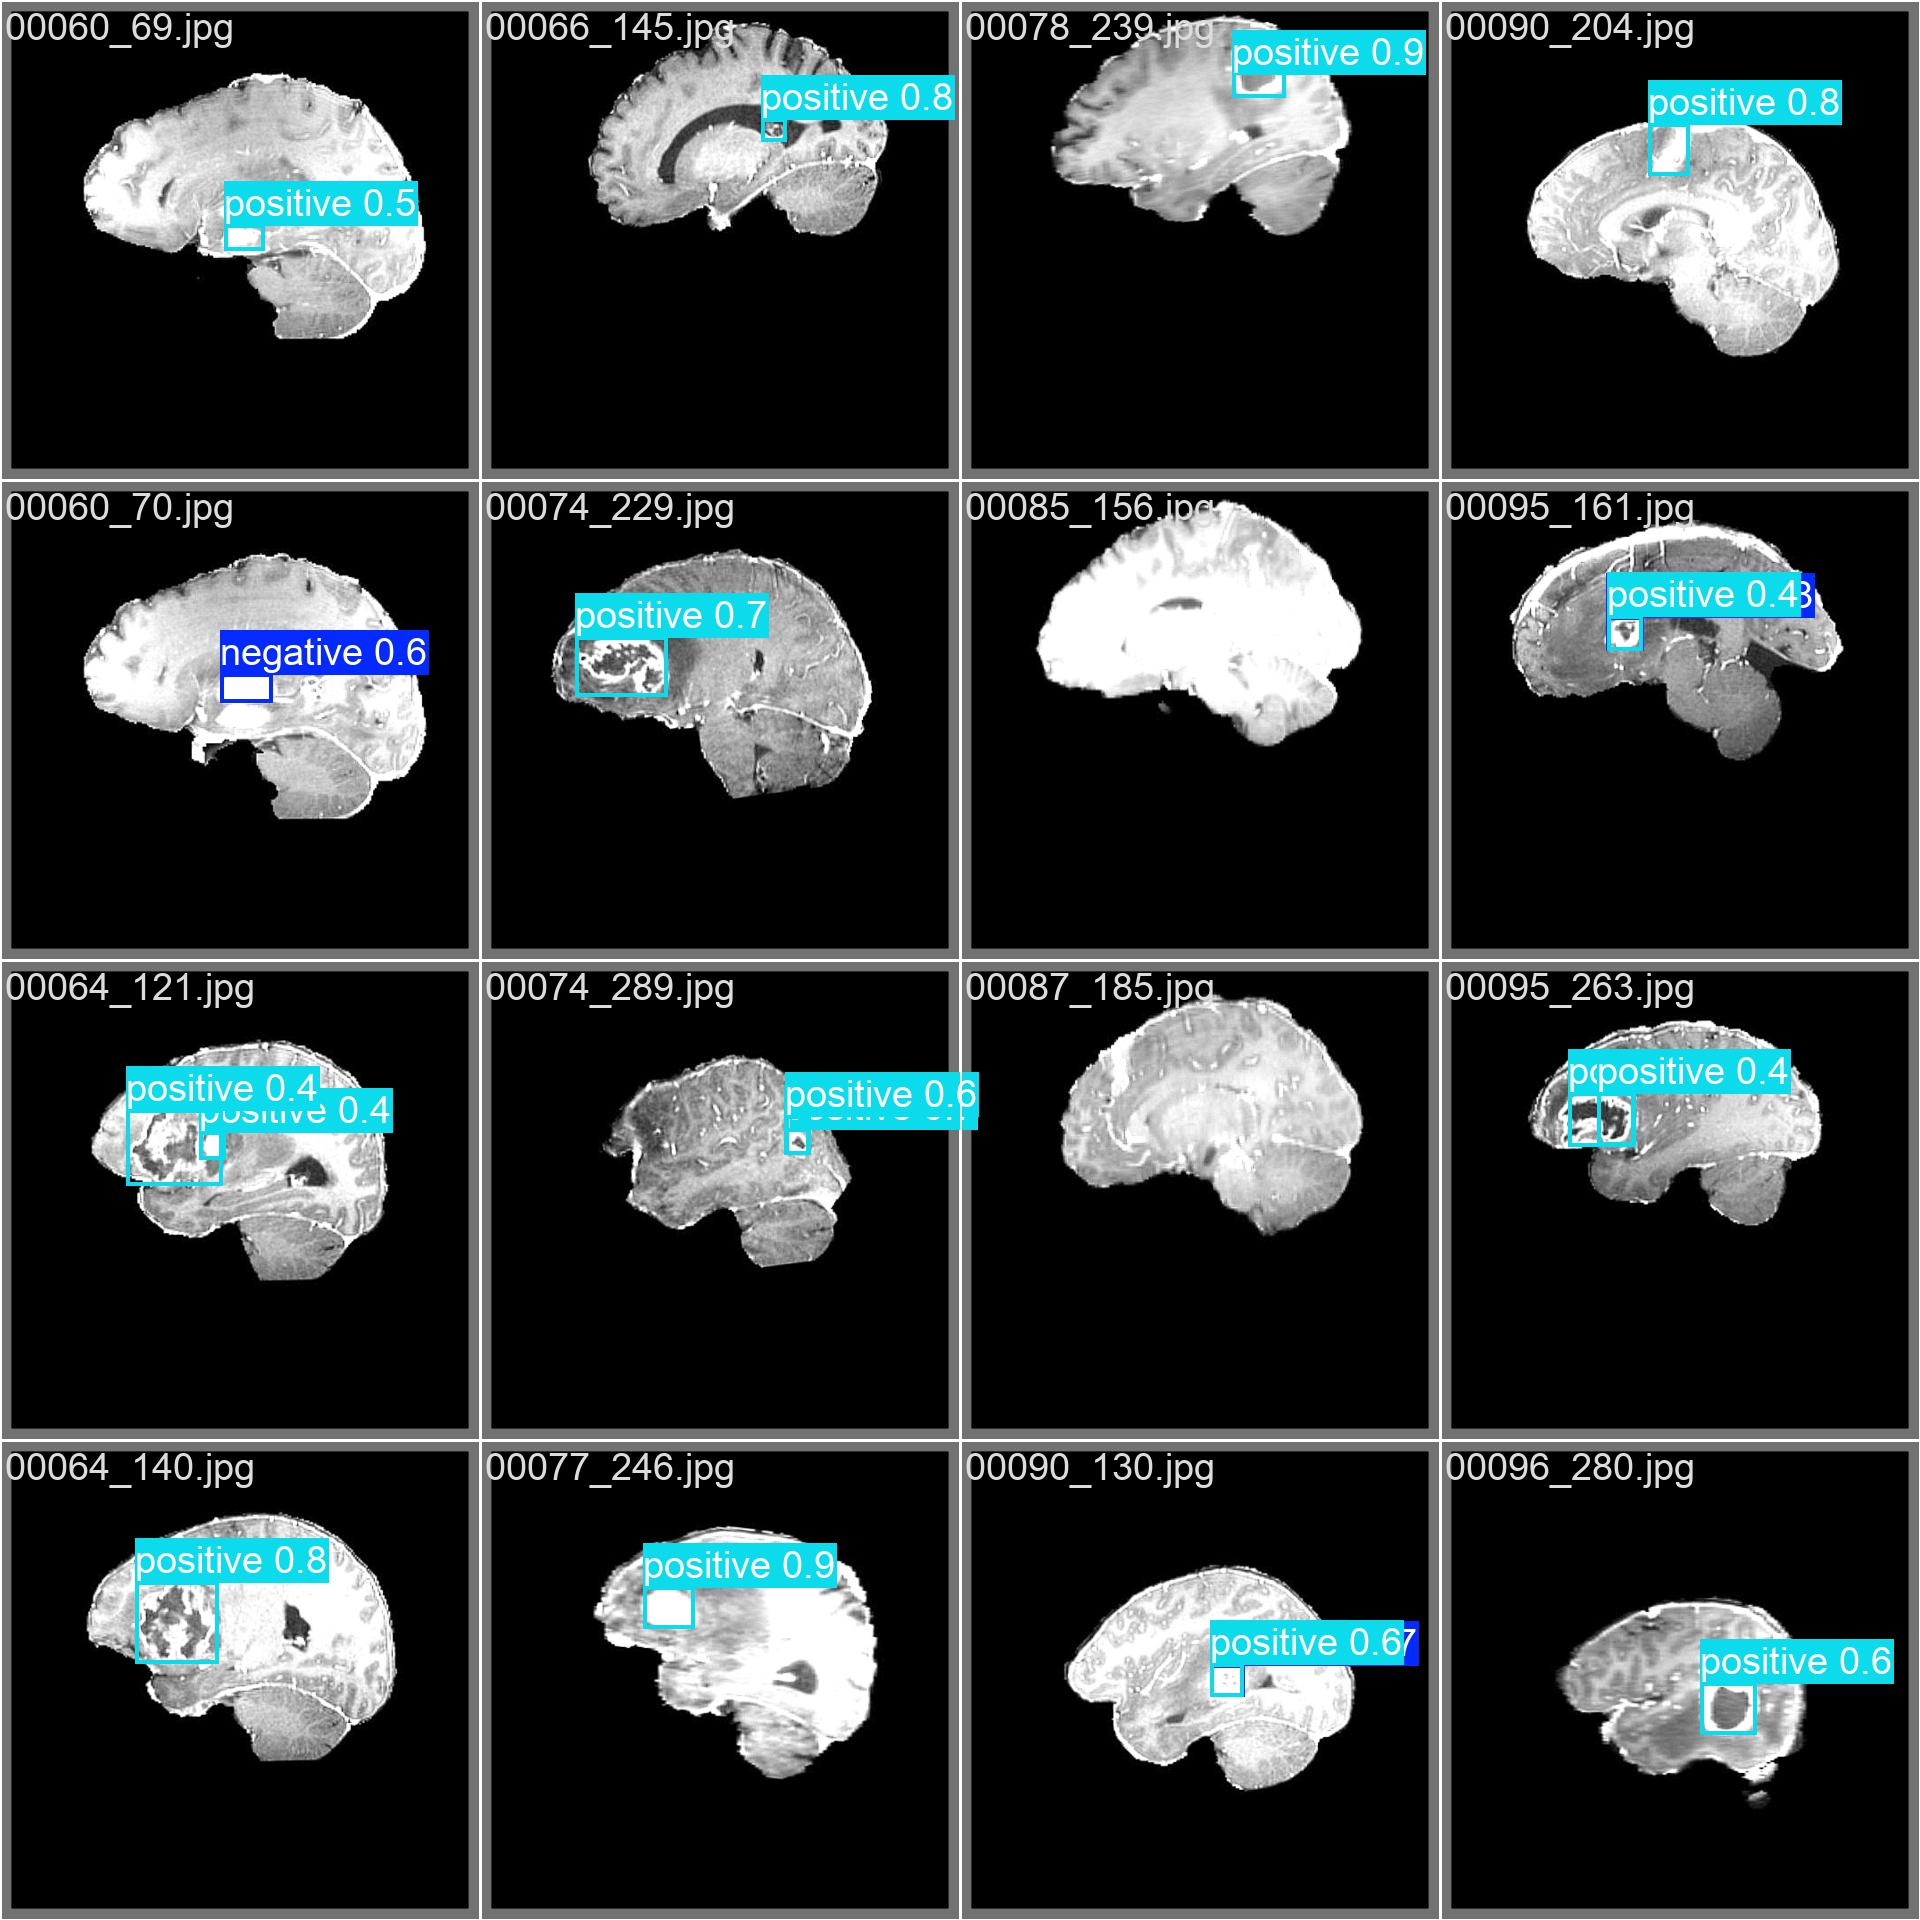 00060_69.jpg
positive 0.5
00066_145.jpg
positive 0.8
00078_239.jpg
positive 0.9
00090_204.jpg
positive 0.8
00060_70.jpg
negative 0.6
00074_229.jpg
positive 0.7
00085_156.jpg
00095_161.jpg
positive 0.4
00064_121.jpg
positive 0.4
positive 0.4
00074_289.jpg
positive 0.6
00087_185.jpg
00095_263.jpg
positive 0.4
00064_140.jpg
positive 0.8
00077_246.jpg
positive 0.9
00090_130.jpg
positive 0.6
00096_280.jpg
positive 0.6